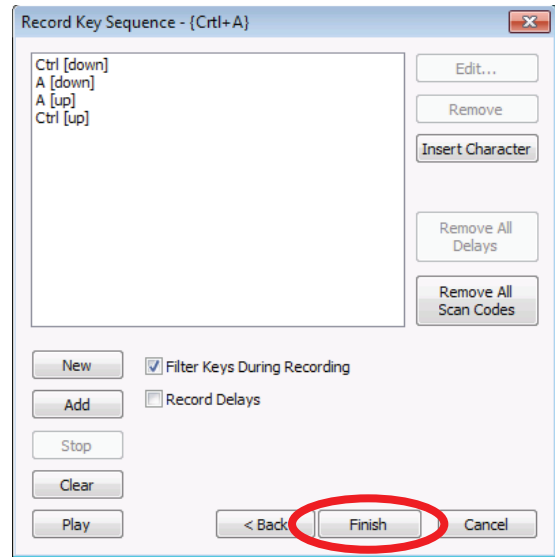 Record Key Sequence - {Crtl+A}
Ctrl [down]
A [down]
A [up]
Ctrl [up]
Edit...
Remove
Insert Character
Remove All
Delays
Remove All
Scan Codes
New
Filter Keys During Recording
Add
Record Delays
Stop
Clear
Play
< Back
Finish
Cancel